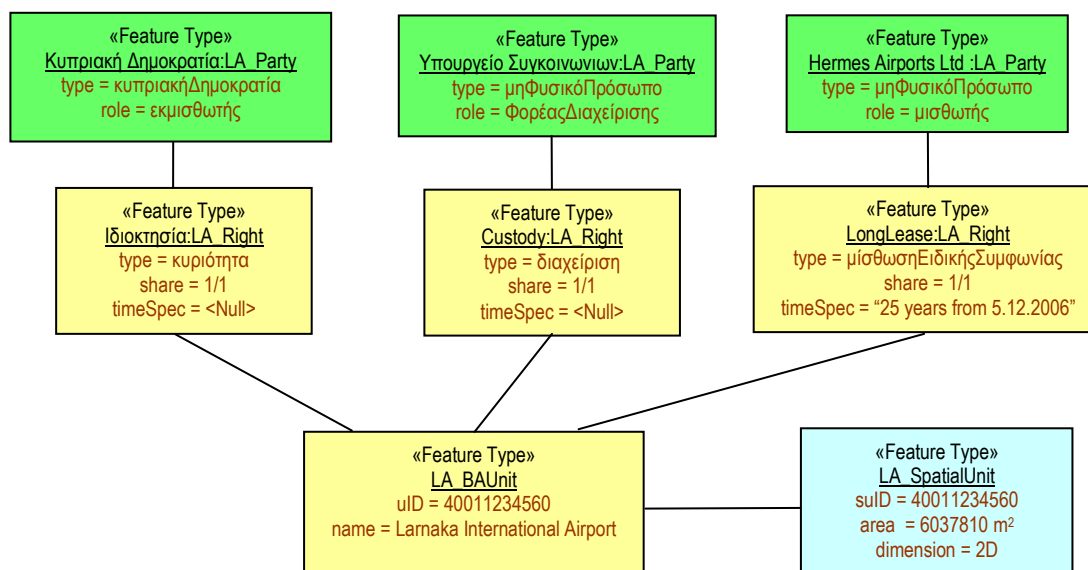 «Feature Type»
Κυπριακή Δημοκρατία:LA_Party
type = κυπριακήΔημοκρατία
role = εκμισθωτής
«Feature Type»
Υπουργείο Συγκοινωνιων:LA_Party
type = μηΦυσικόΠρόσωπο
role = ΦορέαςΔιαχείρισης
«Feature Type»
Hermes Airports Ltd :LA_Party
type = μηΦυσικόΠρόσωπο
role = μισθωτής
«Feature Type»
Ιδιοκτησία:LA_Right
type = κυριότητα
share = 1/1
timeSpec = <Null>
«Feature Type»
Custody:LA_Right
type = διαχείριση
share = 1/1
timeSpec = <Null>
«Feature Type»
LongLease:LA_Right
type = μίσθωσηΕιδικήςΣυμφωνίας
share = 1/1
timeSpec = “25 years from 5.12.2006”
«Feature Type»
LA_BAUnit
uID = 40011234560
name = Larnaka International Airport
«Feature Type»
LA_SpatialUnit
suID = 40011234560
area = 6037810 m²
dimension = 2D